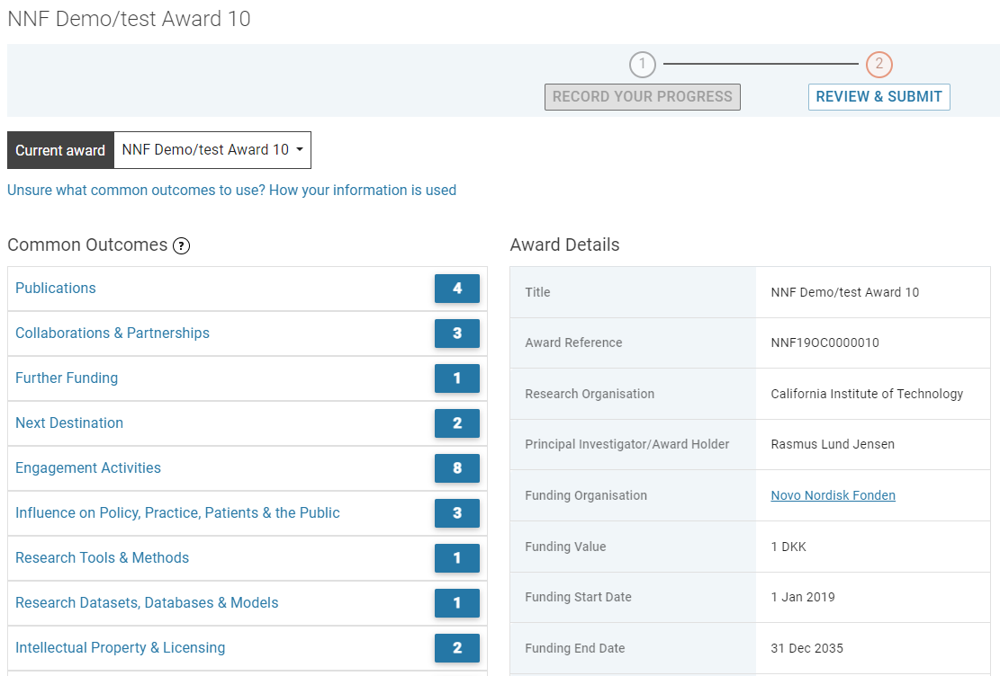 NNF Demo/test Award 10
1
2
RECORD YOUR PROGRESS
REVIEW & SUBMIT
Current award
NNF Demo/test Award 10
Unsure what common outcomes to use? How your information is used
Common Outcomes ?
Publications 4
Collaborations & Partnerships 3
Further Funding 1
Next Destination 2
Engagement Activities 8
Influence on Policy, Practice, Patients & the Public 3
Research Tools & Methods 1
Research Datasets, Databases & Models 1
Intellectual Property & Licensing 2
Award Details
Title NNF Demo/test Award 10
Award Reference NNF19OC0000010
Research Organisation California Institute of Technology
Principal Investigator/Award Holder Rasmus Lund Jensen
Funding Organisation Novo Nordisk Fonden
Funding Value 1 DKK
Funding Start Date 1 Jan 2019
Funding End Date 31 Dec 2035